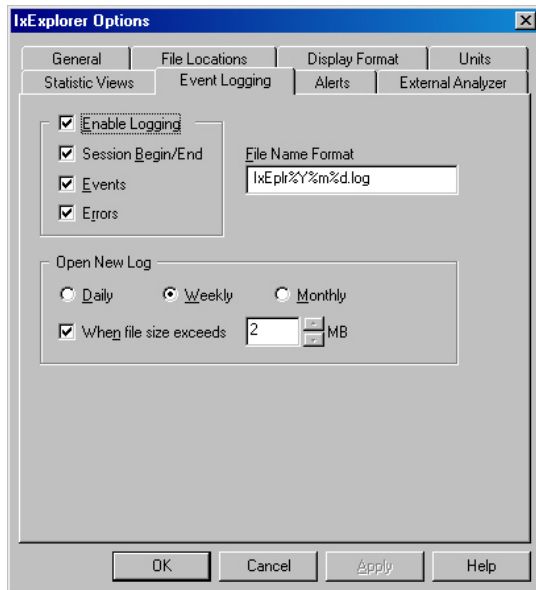 IxExplorer Options
General File Locations Display Format Units
Statistic Views Event Logging Alerts External Analyzer
Enable Logging
Session Begin/End File Name Format
IxEplr%Y%m%d.log
Events
Errors
Open New Log
Daily Weekly Monthly
When file size exceeds 2 MB
OK Cancel Apply Help